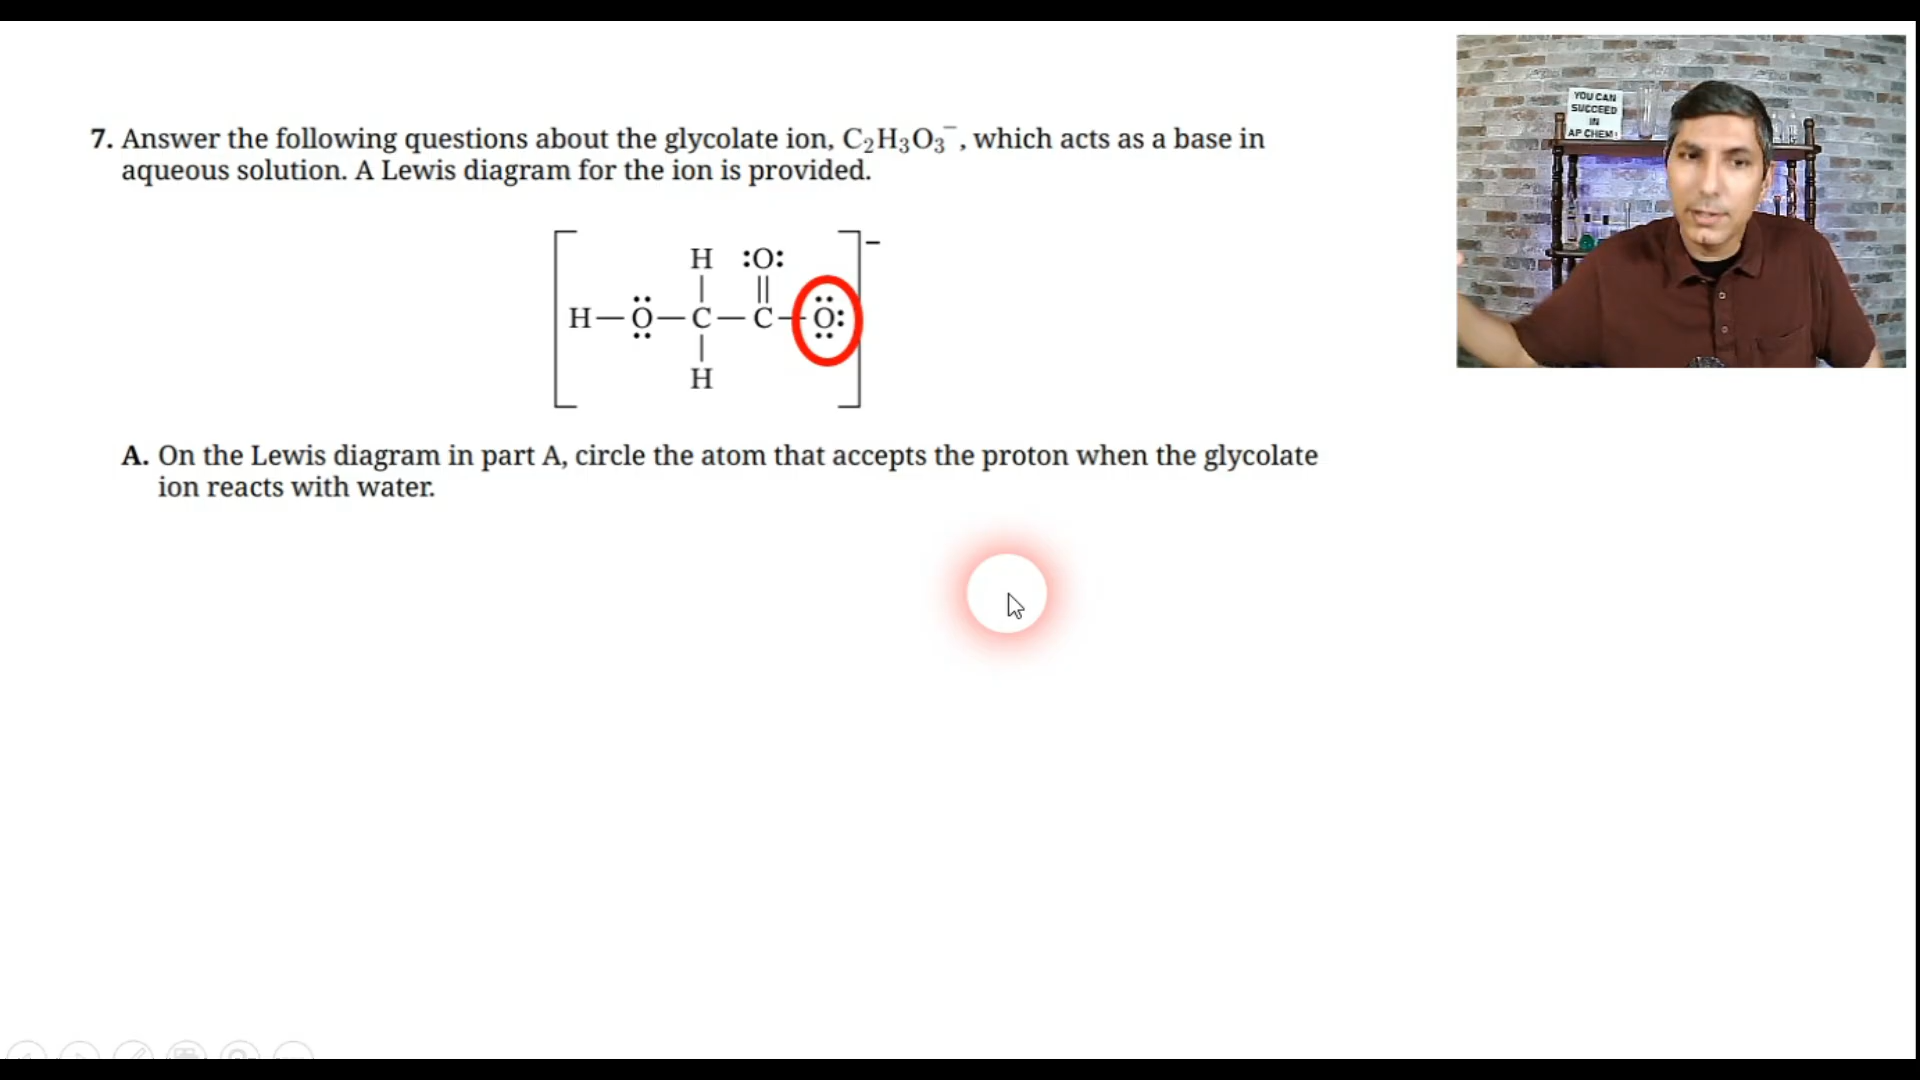 YOU CAN
SUCCEED
IN
AP CHEM!
7. Answer the following questions about the glycolate ion, C₂H₃O₃⁻, which acts as a base in
aqueous solution. A Lewis diagram for the ion is provided.
H :O:
H—Ö—C—C—Ö:
H
−
A. On the Lewis diagram in part A, circle the atom that accepts the proton when the glycolate
ion reacts with water.